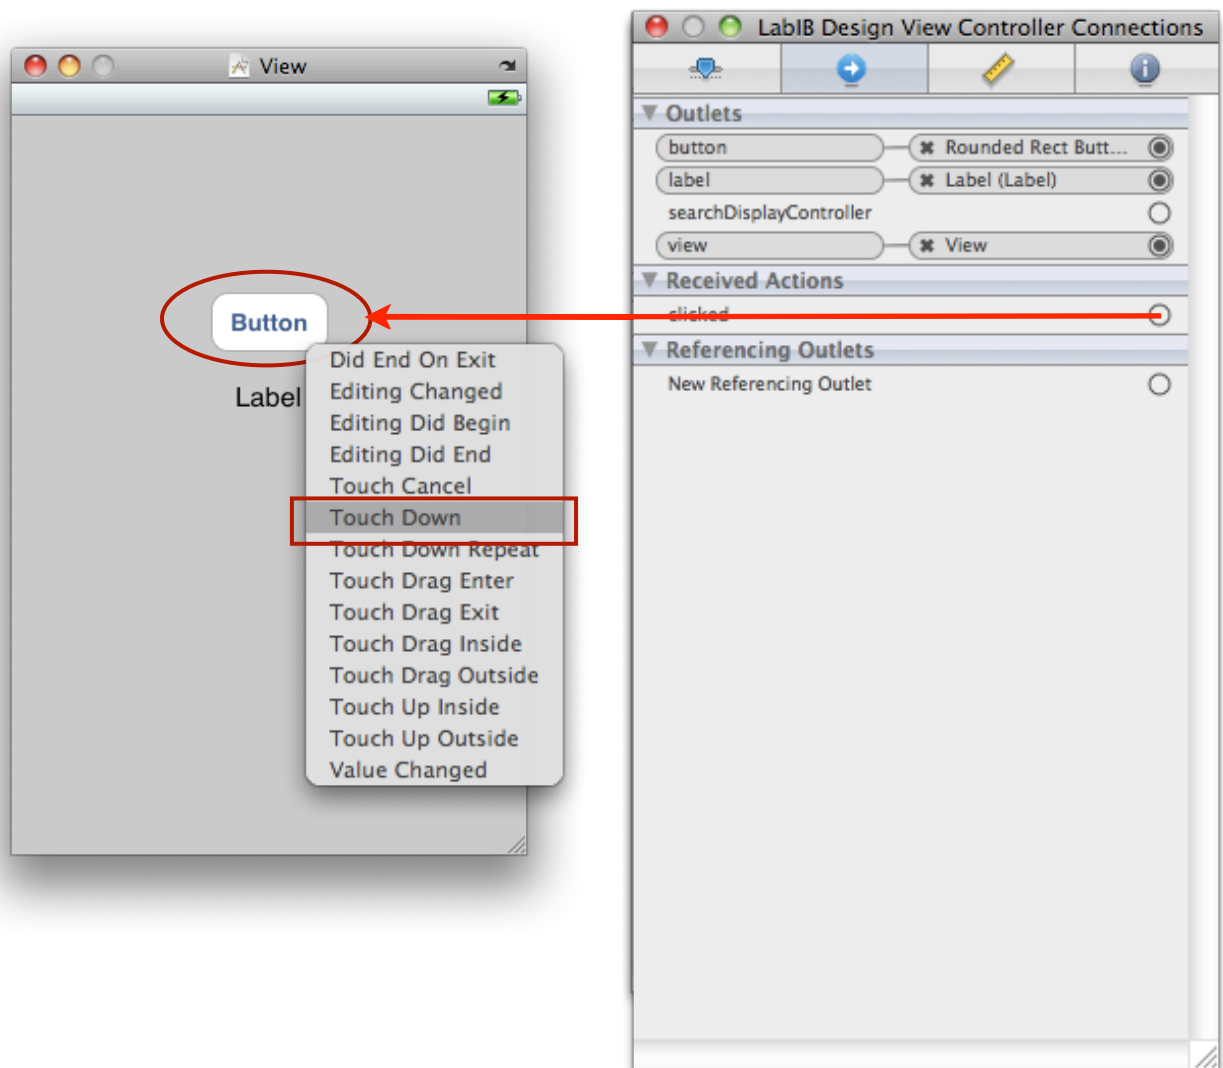 View
Button
Label
Did End On Exit
Editing Changed
Editing Did Begin
Editing Did End
Touch Cancel
Touch Down
Touch Down Repeat
Touch Drag Enter
Touch Drag Exit
Touch Drag Inside
Touch Drag Outside
Touch Up Inside
Touch Up Outside
Value Changed
LabIB Design View Controller Connections
Outlets
button Rounded Rect Butt...
label Label (Label)
searchDisplayController
view View
Received Actions
clicked
Referencing Outlets
New Referencing Outlet